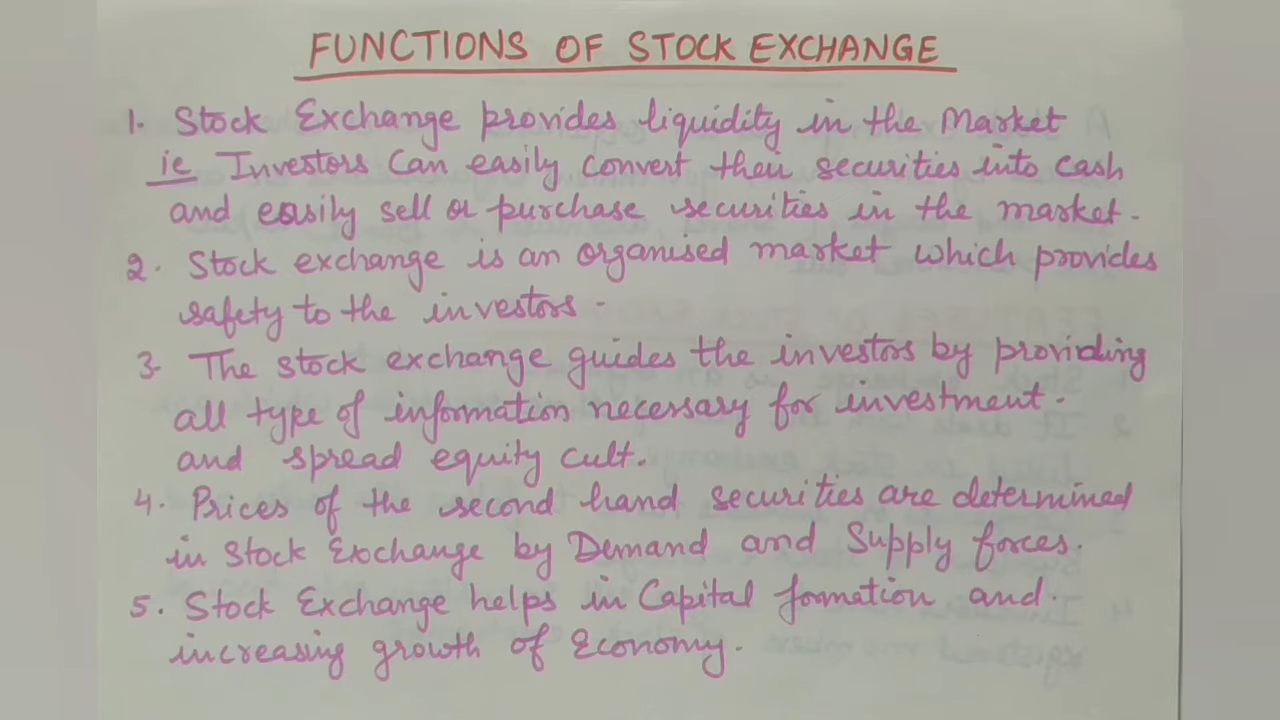 FUNCTIONS OF STOCK EXCHANGE
1. Stock Exchange provides liquidity in the Market
ie Investors Can easily convert their securities into cash
and easily sell or purchase securities in the market.
2. Stock exchange is an organised market which provides
safety to the investors.
3. The stock exchange guides the investors by providing
all type of information necessary for investment.
and spread equity cult.
4. Prices of the second hand securities are determined
in Stock Exchange by Demand and Supply forces.
5. Stock Exchange helps in Capital formation and.
increasing growth of Economy.